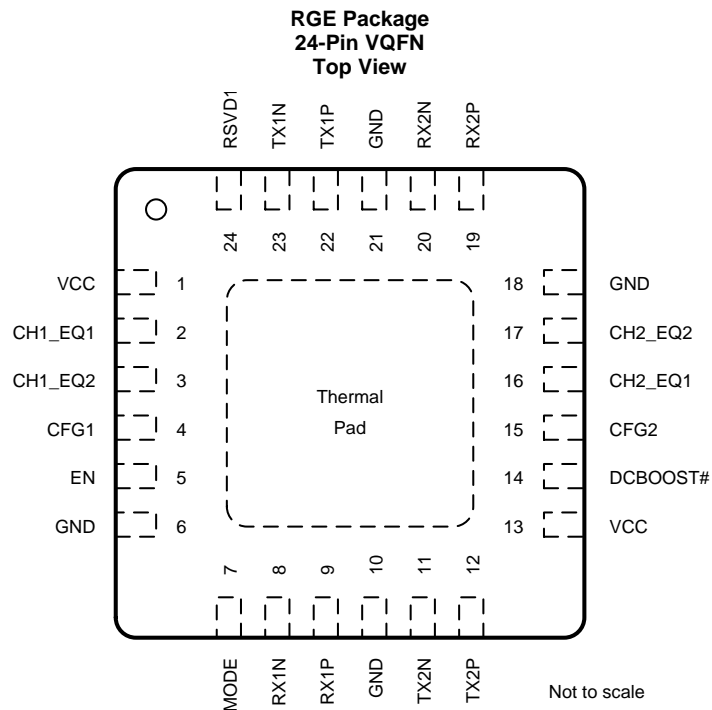 RGE Package
24-Pin VQFN
Top View
RSVD1
TX1N
TX1P
GND
RX2N
RX2P
24
23
22
21
20
19
VCC 1
18 GND
CH1_EQ1 2
17 CH2_EQ2
CH1_EQ2 3
16 CH2_EQ1
Thermal
Pad
CFG1 4
15 CFG2
EN 5
14 DCBOOST#
GND 6
13 VCC
7
8
9
10
11
12
MODE
RX1N
RX1P
GND
TX2N
TX2P
Not to scale